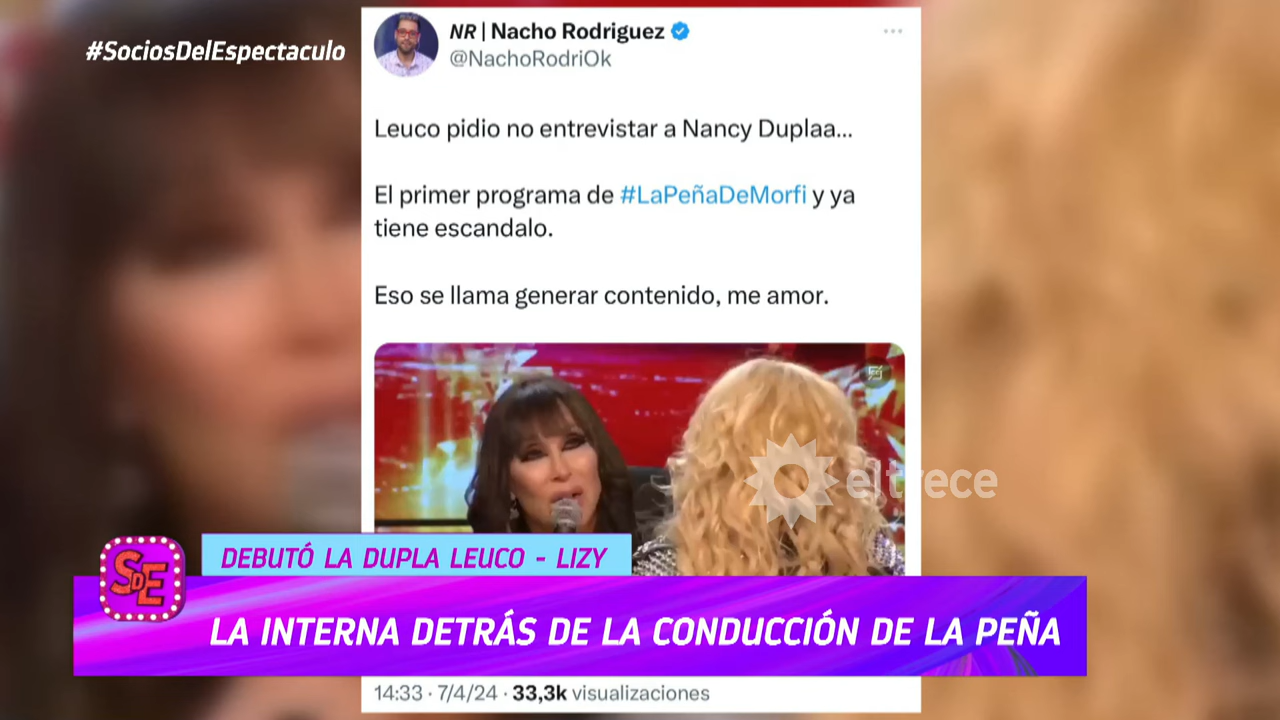 #SociosDelEspectaculo
NR | Nacho Rodriguez
@NachoRodriOk
Leuco pidio no entrevistar a Nancy Duplaa...
El primer programa de #LaPeñaDeMorfi y ya
tiene escandalo.
Eso se llama generar contenido, me amor.
eltrece
SDE
DEBUTÓ LA DUPLA LEUCO - LIZY
LA INTERNA DETRÁS DE LA CONDUCCIÓN DE LA PEÑA
14:33 · 7/4/24 · 33,3k visualizaciones